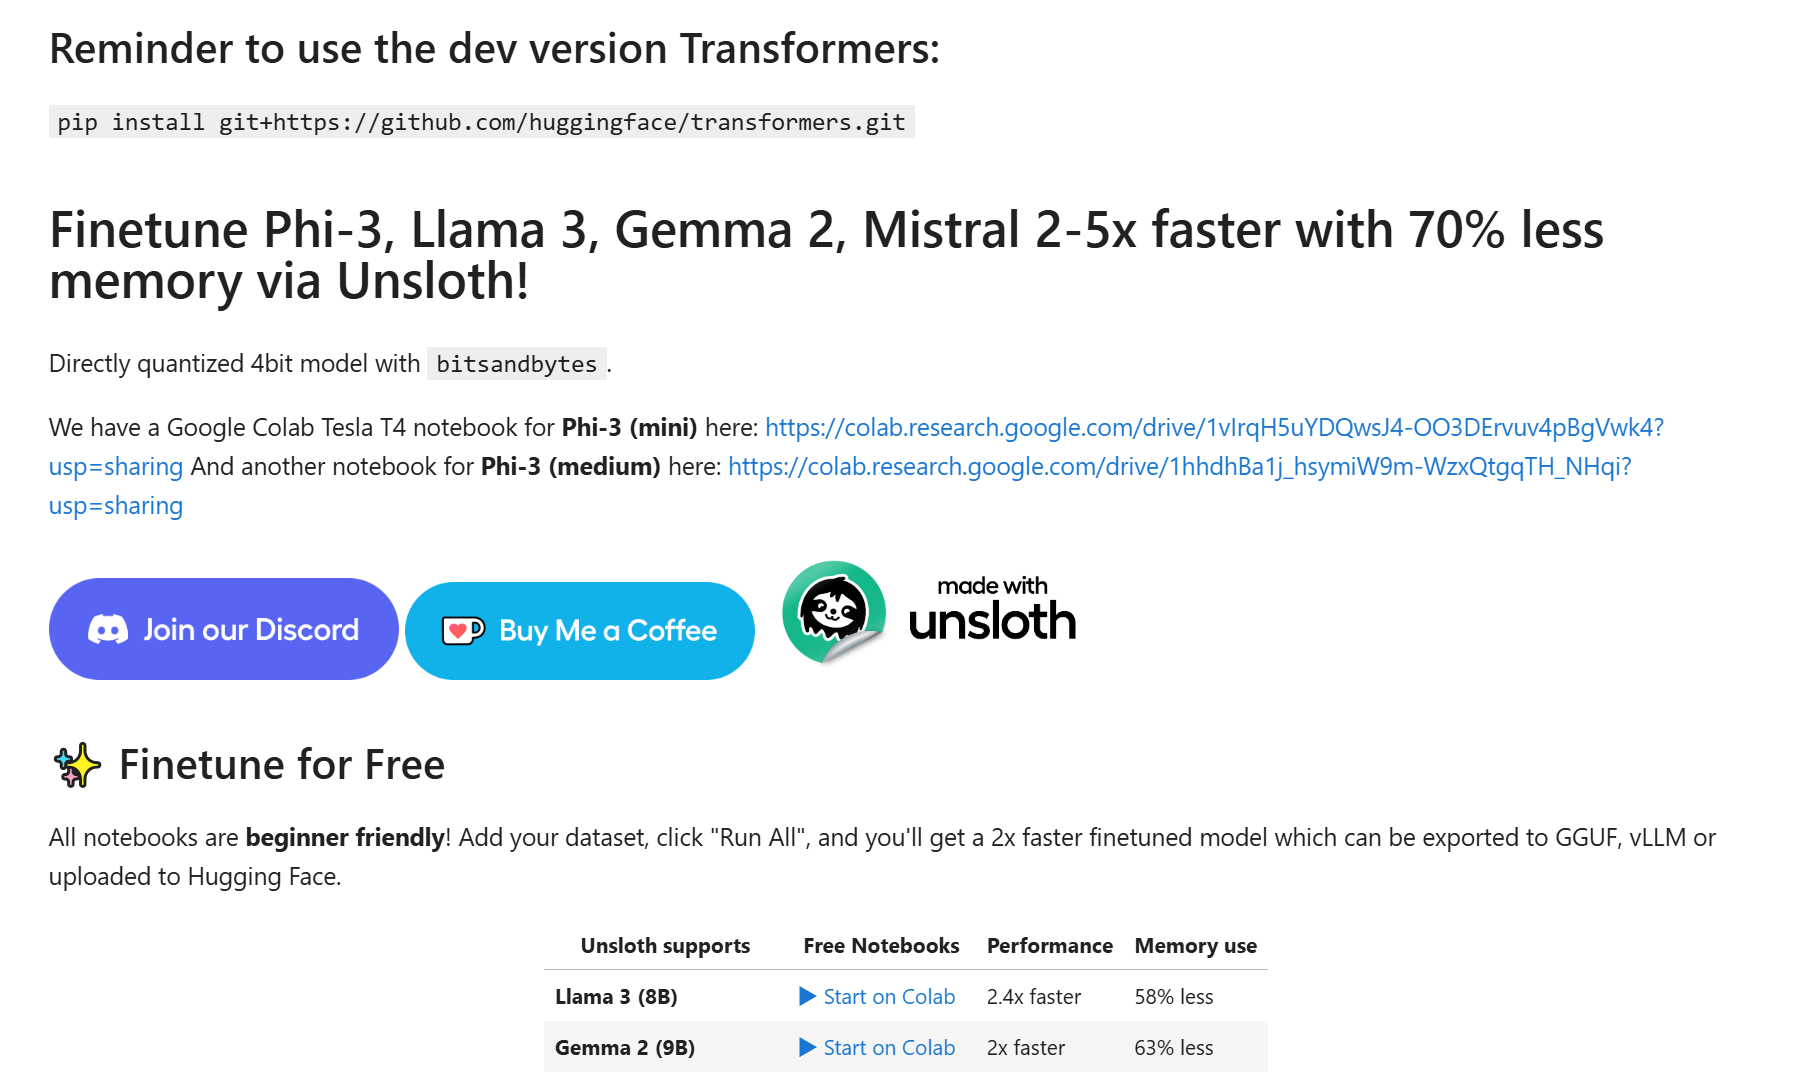 Reminder to use the dev version Transformers:
pip install git+https://github.com/huggingface/transformers.git
Finetune Phi-3, Llama 3, Gemma 2, Mistral 2-5x faster with 70% less
memory via Unsloth!
Directly quantized 4bit model with bitsandbytes.
We have a Google Colab Tesla T4 notebook for Phi-3 (mini) here: https://colab.research.google.com/drive/1vIrqH5uYDQwsJ4-OO3DErvuv4pBgVwk4?
usp=sharing And another notebook for Phi-3 (medium) here: https://colab.research.google.com/drive/1hhdhBa1j_hsymiW9m-WzxQtgqTH_NHqi?
usp=sharing
Join our Discord Buy Me a Coffee made with
unsloth
✨ Finetune for Free
All notebooks are beginner friendly! Add your dataset, click "Run All", and you'll get a 2x faster finetuned model which can be exported to GGUF, vLLM or
uploaded to Hugging Face.
Unsloth supports Free Notebooks Performance Memory use
Llama 3 (8B) ▶ Start on Colab 2.4x faster 58% less
Gemma 2 (9B) ▶ Start on Colab 2x faster 63% less